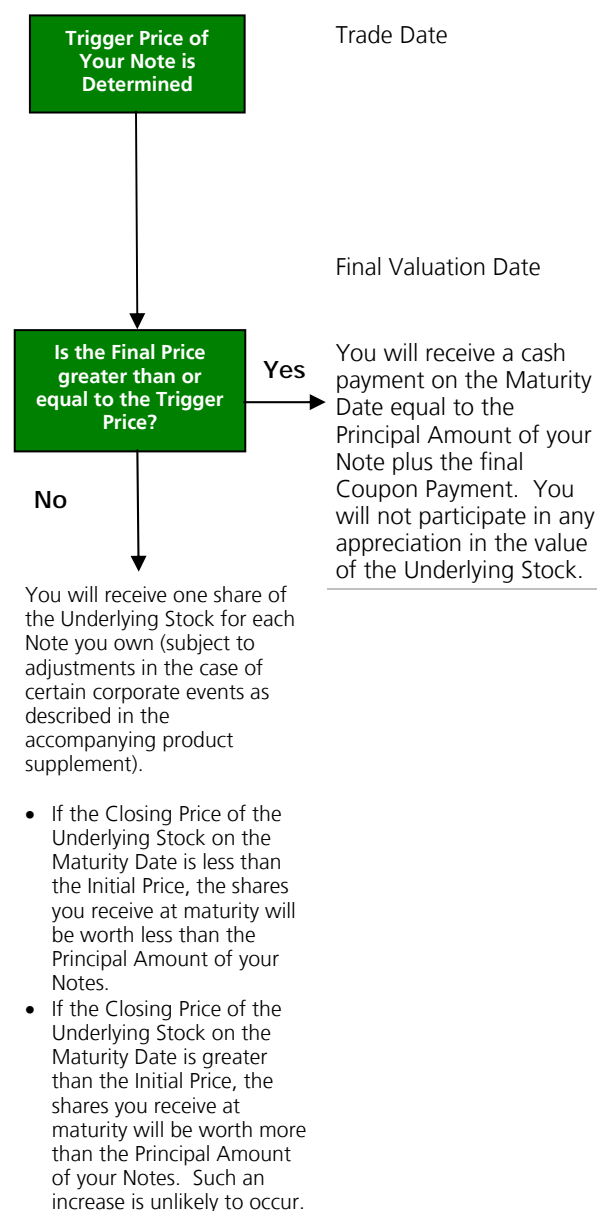 Trigger Price of
Your Note is
Determined
Trade Date
Final Valuation Date
Is the Final Price
greater than or
equal to the Trigger
Price?
Yes
You will receive a cash
payment on the Maturity
Date equal to the
Principal Amount of your
Note plus the final
Coupon Payment.  You
will not participate in any
appreciation in the value
of the Underlying Stock.
No
You will receive one share of
the Underlying Stock for each
Note you own (subject to
adjustments in the case of
certain corporate events as
described in the
accompanying product
supplement).
• If the Closing Price of the
Underlying Stock on the
Maturity Date is less than
the Initial Price, the shares
you receive at maturity will
be worth less than the
Principal Amount of your
Notes.
• If the Closing Price of the
Underlying Stock on the
Maturity Date is greater
than the Initial Price, the
shares you receive at
maturity will be worth more
than the Principal Amount
of your Notes.  Such an
increase is unlikely to occur.